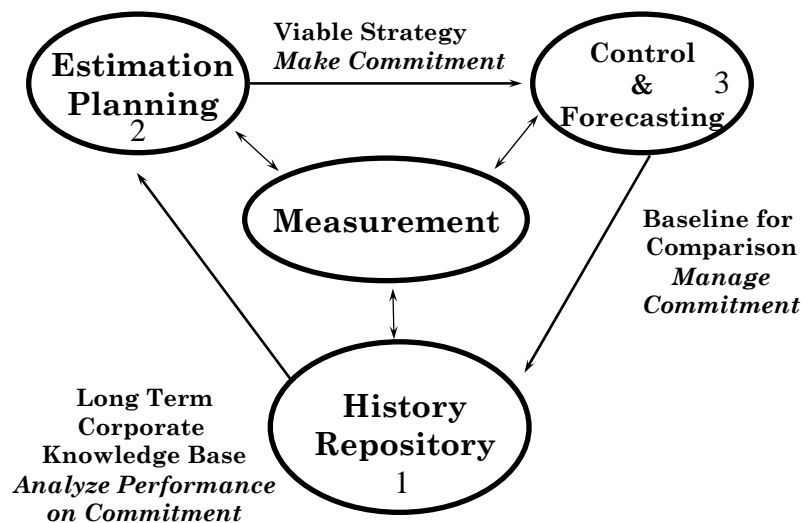 Estimation
Planning
2
Viable Strategy
Make Commitment
Control
&
Forecasting
3
Measurement
Baseline for
Comparison
Manage
Commitment
History
Repository
1
Long Term
Corporate
Knowledge Base
Analyze Performance
on Commitment